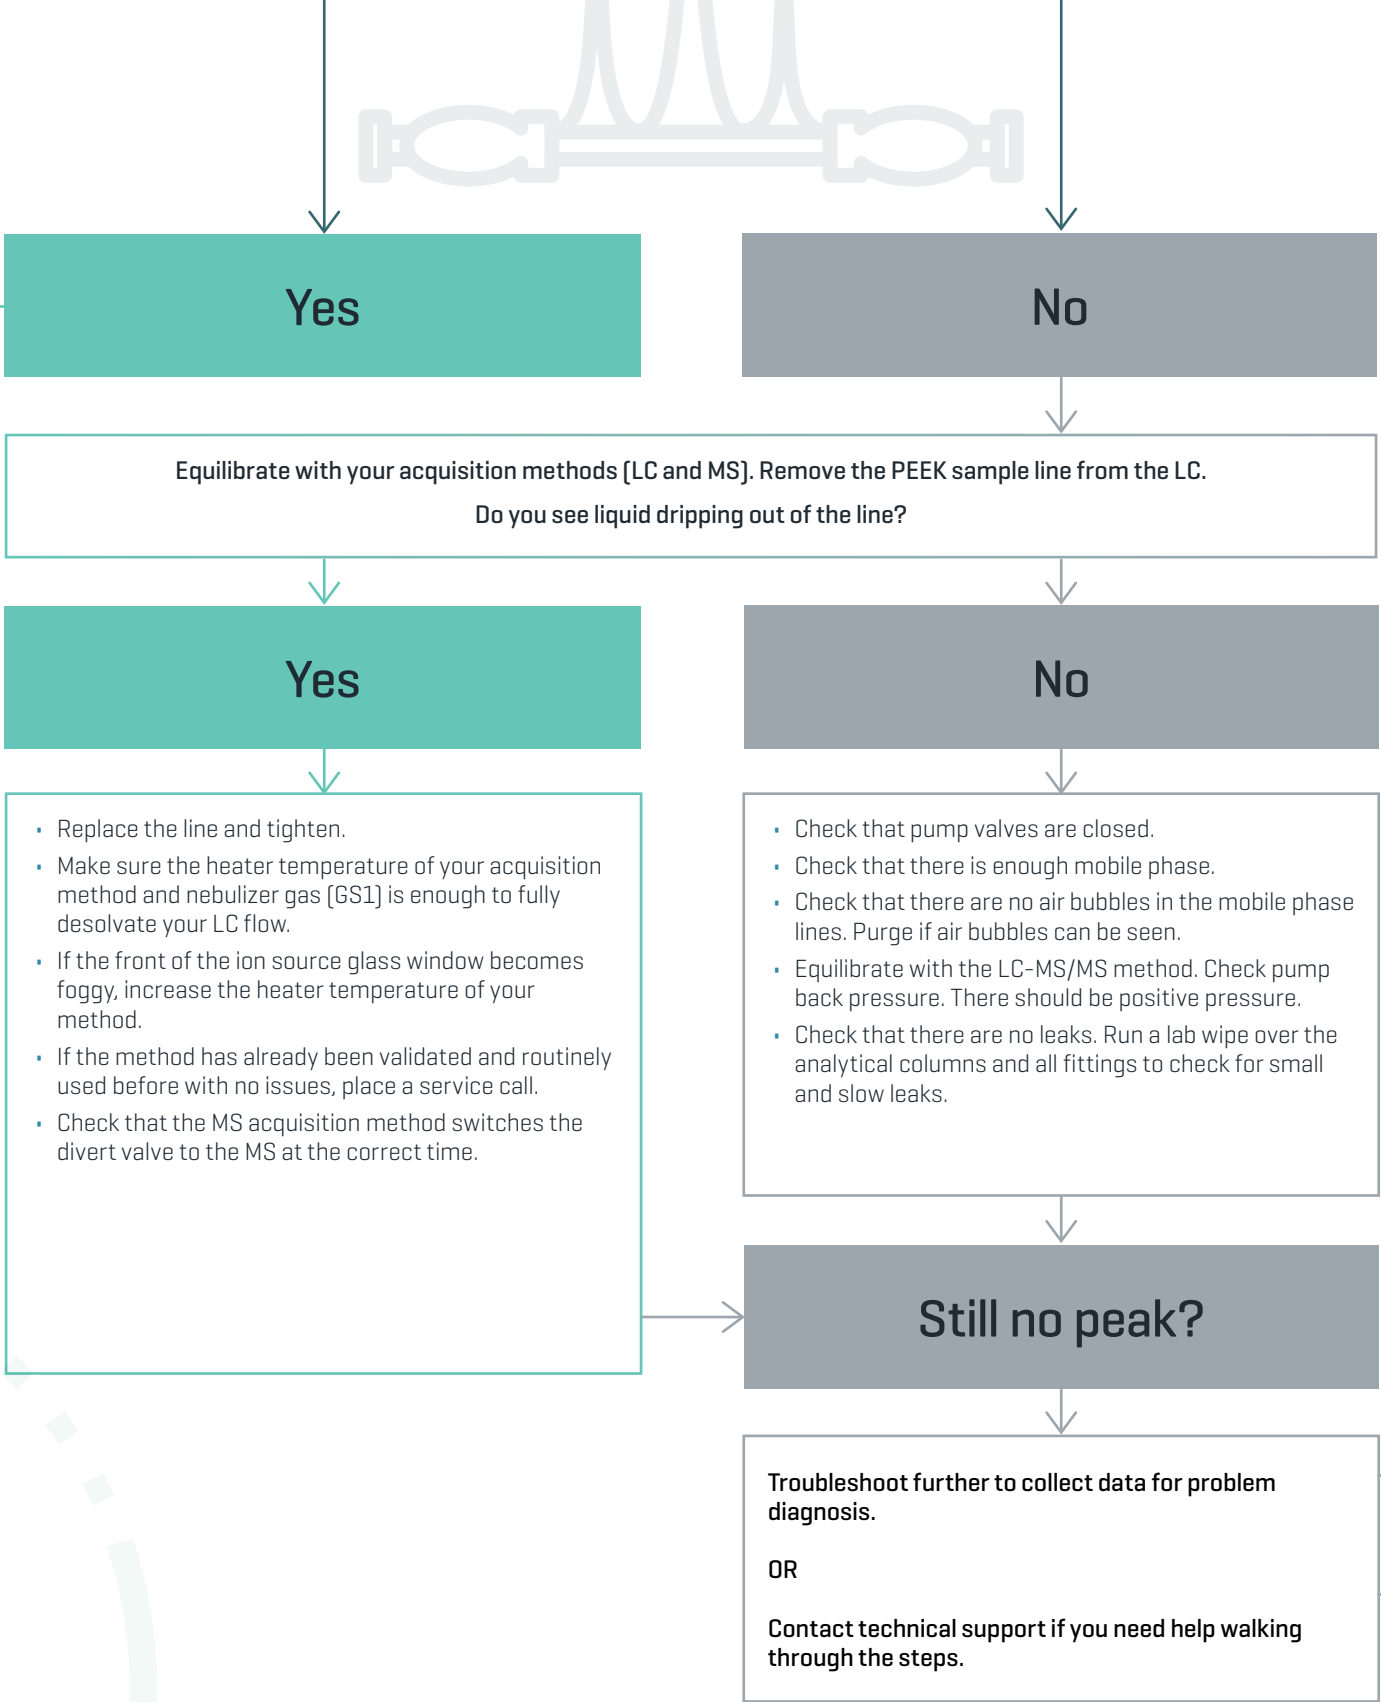 Yes
No
Equilibrate with your acquisition methods (LC and MS). Remove the PEEK sample line from the LC.
Do you see liquid dripping out of the line?
Yes
No
• Replace the line and tighten.
• Make sure the heater temperature of your acquisition
method and nebulizer gas (GS1) is enough to fully
desolvate your LC flow.
• If the front of the ion source glass window becomes
foggy, increase the heater temperature of your
method.
• If the method has already been validated and routinely
used before with no issues, place a service call.
• Check that the MS acquisition method switches the
divert valve to the MS at the correct time.
• Check that pump valves are closed.
• Check that there is enough mobile phase.
• Check that there are no air bubbles in the mobile phase
lines. Purge if air bubbles can be seen.
• Equilibrate with the LC-MS/MS method. Check pump
back pressure. There should be positive pressure.
• Check that there are no leaks. Run a lab wipe over the
analytical columns and all fittings to check for small
and slow leaks.
Still no peak?
Troubleshoot further to collect data for problem
diagnosis.
OR
Contact technical support if you need help walking
through the steps.